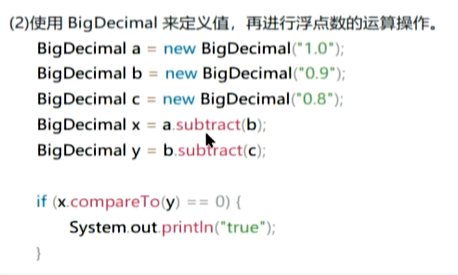 (2)使用 BigDecimal 来定义值，再进行浮点数的运算操作。
BigDecimal a = new BigDecimal("1.0");
BigDecimal b = new BigDecimal("0.9");
BigDecimal c = new BigDecimal("0.8");
BigDecimal x = a.subtract(b);
BigDecimal y = b.subtract(c);
if (x.compareTo(y) == 0) {
System.out.println("true");
}